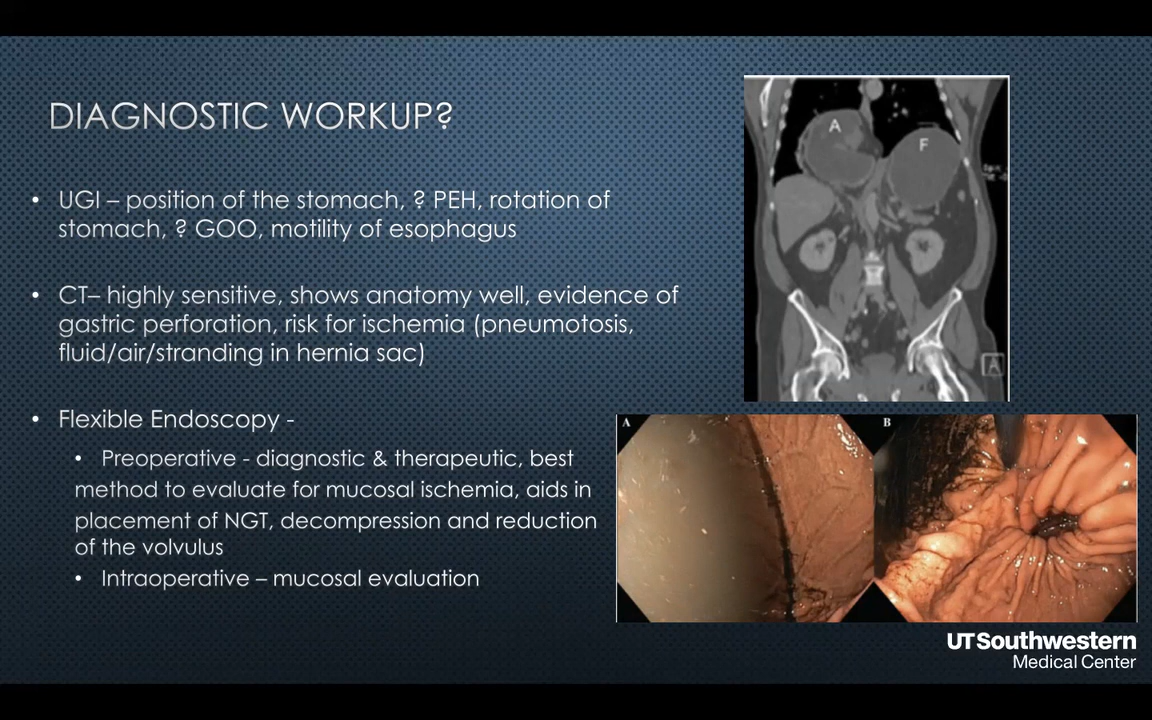 DIAGNOSTIC WORKUP?
• UGI – position of the stomach, ? PEH, rotation of
stomach, ? GOO, motility of esophagus
• CT– highly sensitive, shows anatomy well, evidence of
gastric perforation, risk for ischemia (pneumotosis,
fluid/air/stranding in hernia sac)
• Flexible Endoscopy -
• Preoperative - diagnostic & therapeutic, best
method to evaluate for mucosal ischemia, aids in
placement of NGT, decompression and reduction
of the volvulus
• Intraoperative – mucosal evaluation
A
F
A
A
B
UTSouthwestern
Medical Center